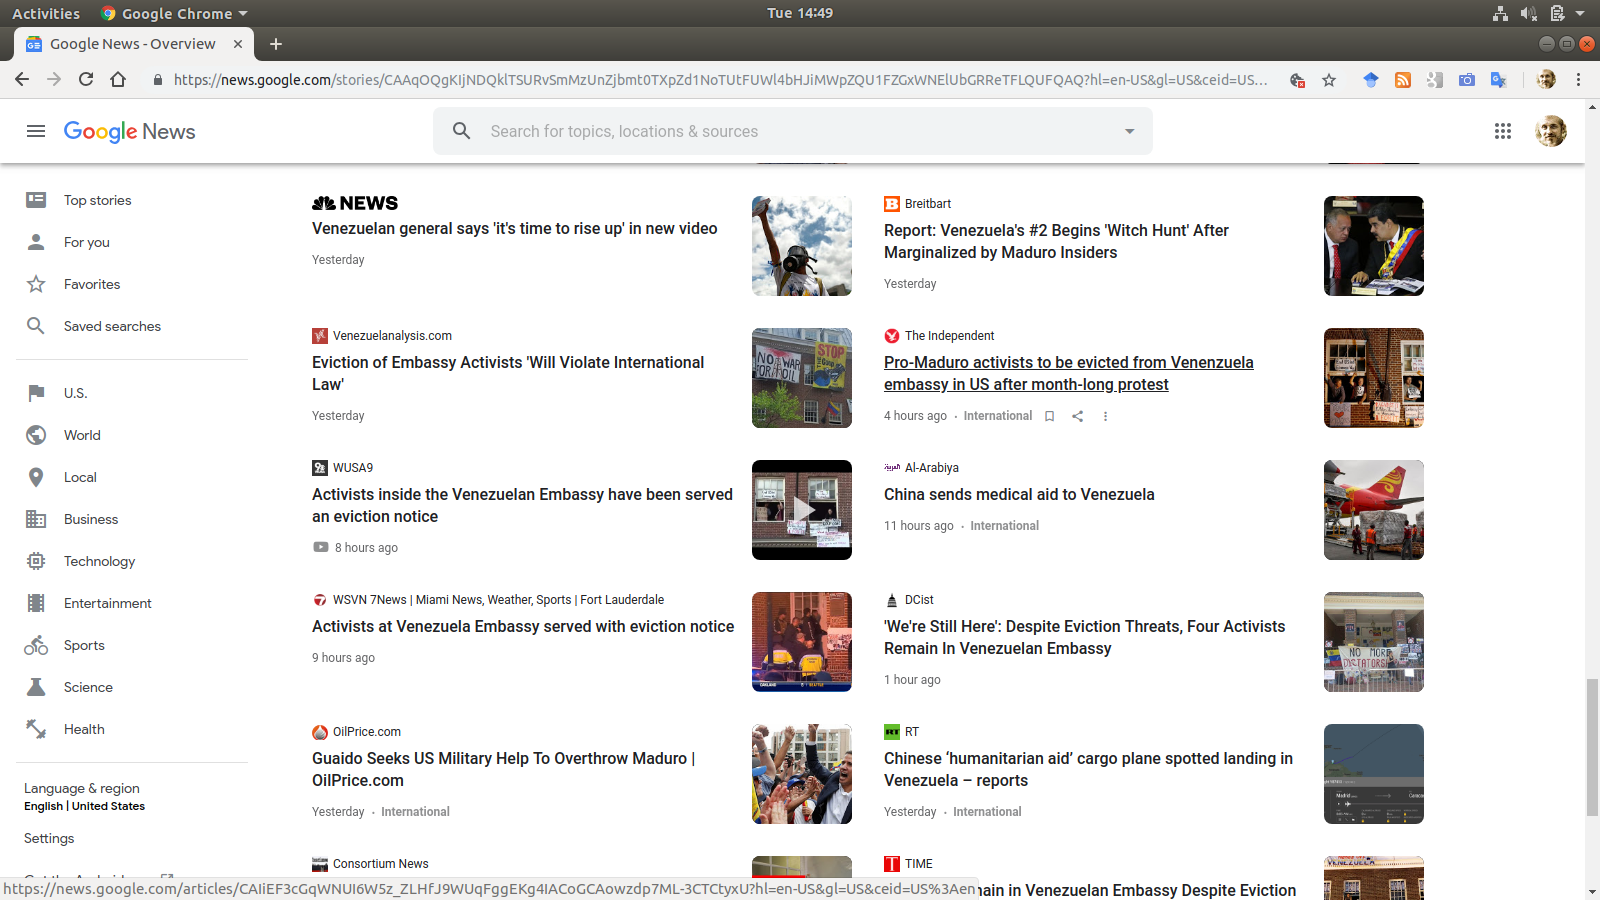 Activities
Google Chrome
Tue 14:49
Google News - Overview
https://news.google.com/stories/CAAqOQgKIjNDQklTSURvSmMzUnZjbmt0TXpZd1NoTUtFUWl4bHJiMWpZQU1FZGxWNElUbGRReTFLQUFQAQ?hl=en-US&gl=US&ceid=US...
Google News
Search for topics, locations & sources
Top stories
For you
Favorites
Saved searches
U.S.
World
Local
Business
Technology
Entertainment
Sports
Science
Health
Language & region
English | United States
Settings
NEWS
Venezuelan general says 'it's time to rise up' in new video
Yesterday
Breitbart
Report: Venezuela's #2 Begins 'Witch Hunt' After
Marginalized by Maduro Insiders
Yesterday
Venezuelanalysis.com
Eviction of Embassy Activists 'Will Violate International
Law'
Yesterday
NO WAR
FOR OIL
STOP
The Independent
Pro-Maduro activists to be evicted from Venenzuela
embassy in US after month-long protest
4 hours ago · International
WUSA9
Activists inside the Venezuelan Embassy have been served
an eviction notice
8 hours ago
Al-Arabiya
China sends medical aid to Venezuela
11 hours ago · International
WSVN 7News | Miami News, Weather, Sports | Fort Lauderdale
Activists at Venezuela Embassy served with eviction notice
9 hours ago
DCist
'We're Still Here': Despite Eviction Threats, Four Activists
Remain In Venezuelan Embassy
1 hour ago
NO MORE
OilPrice.com
Guaido Seeks US Military Help To Overthrow Maduro |
OilPrice.com
Yesterday · International
RT
RT
Chinese ‘humanitarian aid’ cargo plane spotted landing in
Venezuela – reports
Yesterday · International
Madrid
Consortium News
TIME
ain in Venezuelan Embassy Despite Eviction
VENEZUELA
https://news.google.com/articles/CAIiEF3cGqWNUI6W5z_ZLHfJ9WUqFggEKg4IACoGCAowzdp7ML-3CTCtyxU?hl=en-US&gl=US&ceid=US%3Aen